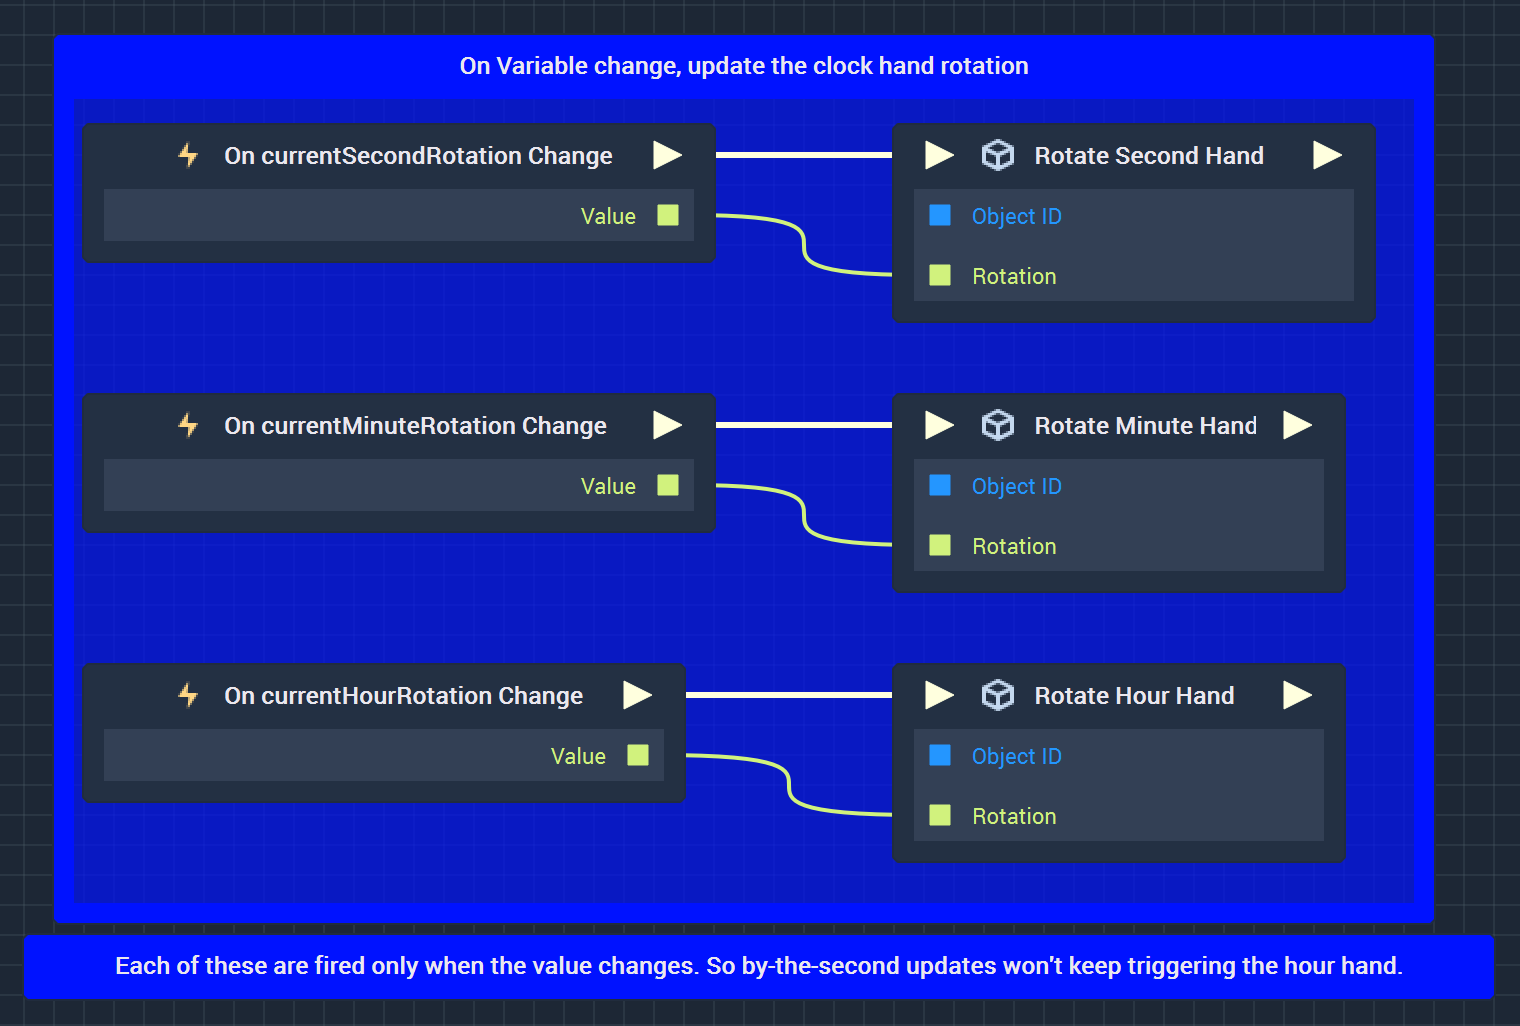 On Variable change, update the clock hand rotation
On currentSecondRotation Change
Value
Rotate Second Hand
Object ID
Rotation
On currentMinuteRotation Change
Value
Rotate Minute Hand
Object ID
Rotation
On currentHourRotation Change
Value
Rotate Hour Hand
Object ID
Rotation
Each of these are fired only when the value changes. So by-the-second updates won't keep triggering the hour hand.